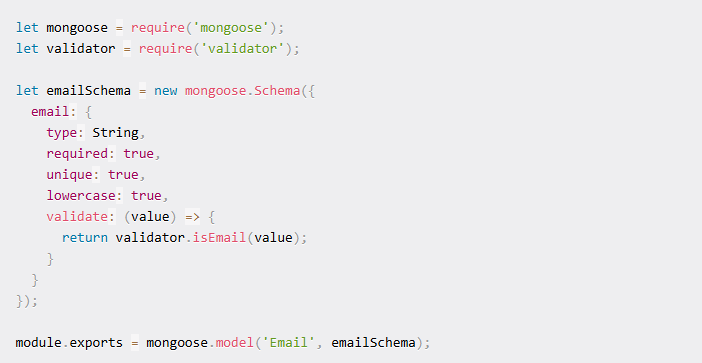 let mongoose = require('mongoose');
let validator = require('validator');

let emailSchema = new mongoose.Schema({
  email: {
    type: String,
    required: true,
    unique: true,
    lowercase: true,
    validate: (value) => {
      return validator.isEmail(value);
    }
  }
});

module.exports = mongoose.model('Email', emailSchema);